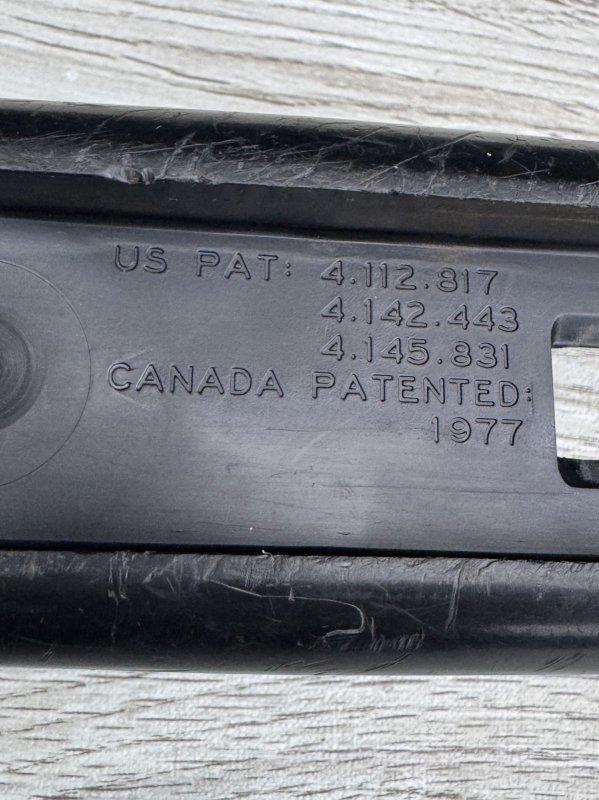 US PAT: 4.112.817
4.142.443
4.145.831
CANADA PATENTED:
1977